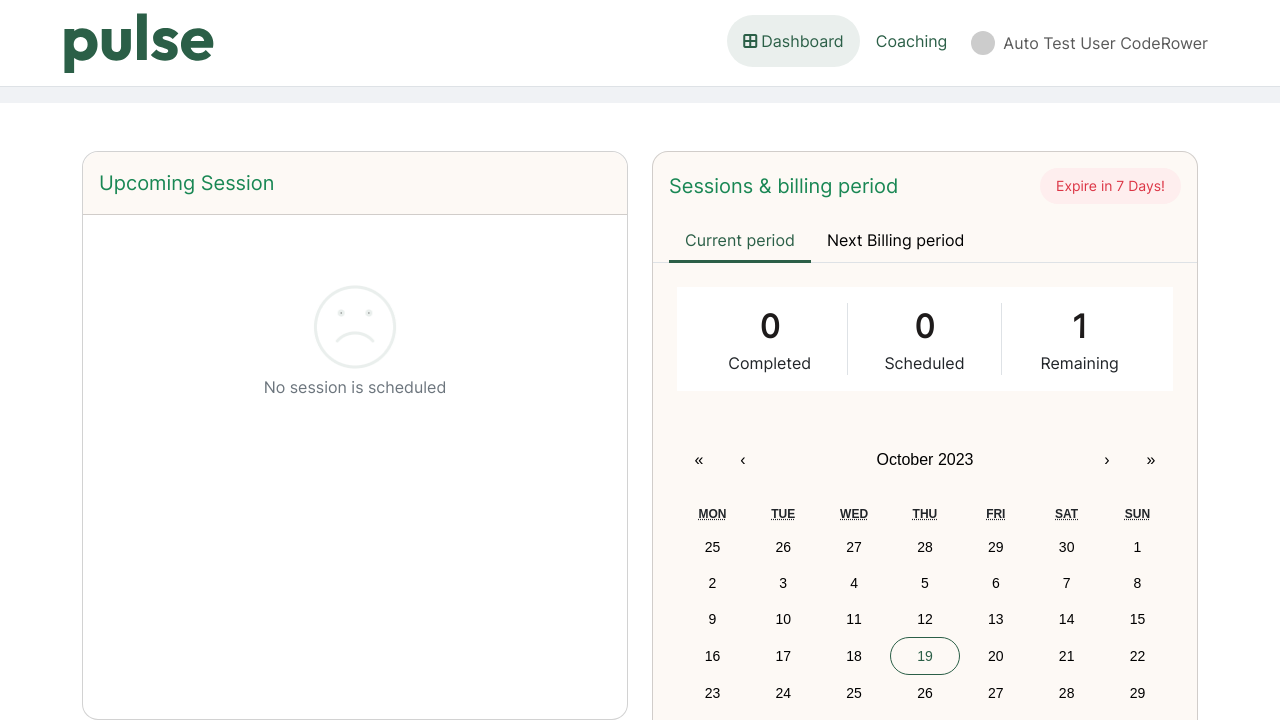 pulse
Dashboard
Coaching
Auto Test User CodeRower
Upcoming Session
No session is scheduled
Sessions & billing period
Expire in 7 Days!
Current period
Next Billing period
0 0 1
Completed Scheduled Remaining
« ‹ October 2023 › »
MON TUE WED THU FRI SAT SUN
25 26 27 28 29 30 1
2 3 4 5 6 7 8
9 10 11 12 13 14 15
16 17 18 19 20 21 22
23 24 25 26 27 28 29